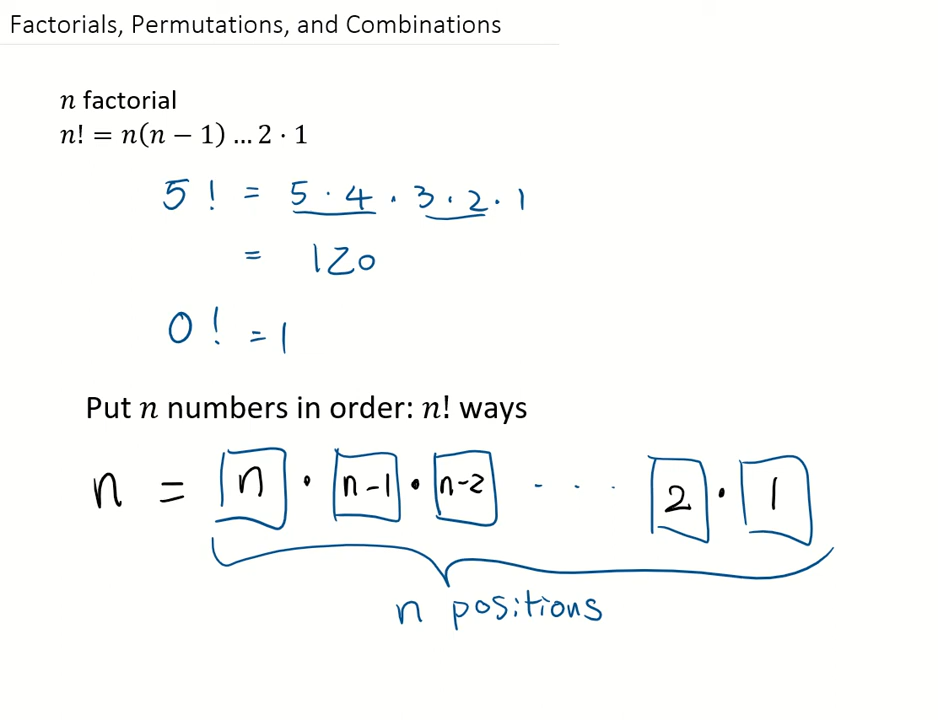 Factorials, Permutations, and Combinations
n factorial
n! = n(n − 1) … 2 · 1
5! = 5 · 4 · 3 · 2 · 1
= 120
0! = 1
Put n numbers in order: n! ways
n = n · n-1 · n-2 · · · 2 · 1
n positions